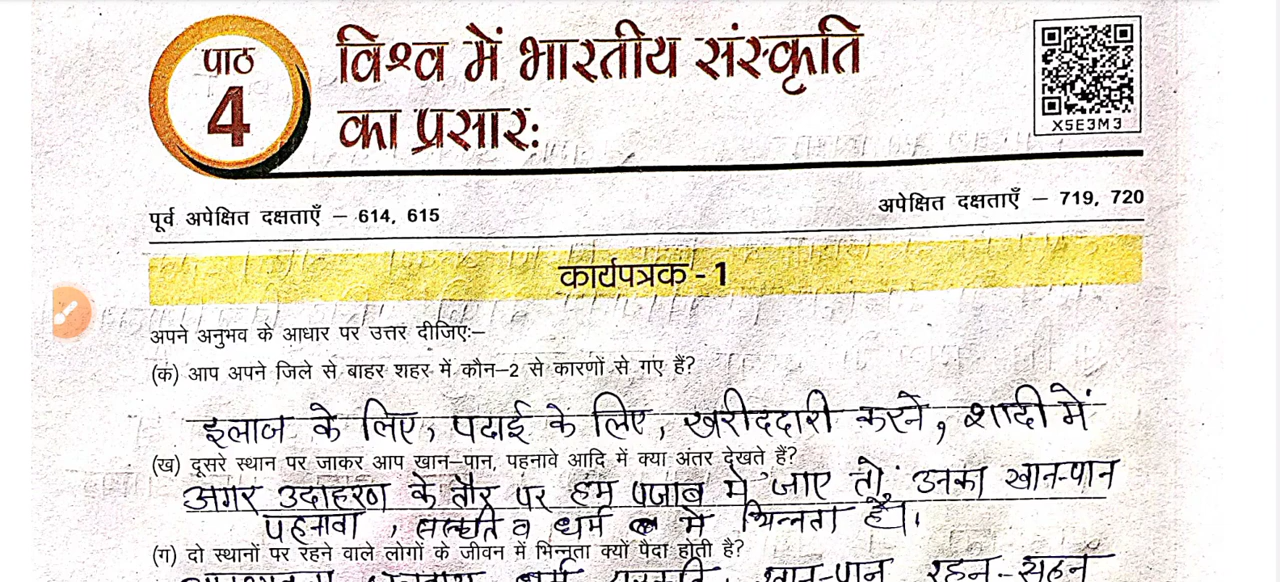 पाठ
4
विश्व में भारतीय संस्कृति
का प्रसार:
X5E3M3
पूर्व अपेक्षित दक्षताएँ – 614, 615
अपेक्षित दक्षताएँ – 719, 720
कार्यपत्रक - 1
अपने अनुभव के आधार पर उत्तर दीजिए:–
(क) आप अपने जिले से बाहर शहर में कौन–2 से कारणों से गए हैं?
इलाज के लिए, पढाई के लिए, खरीददारी करने, शादी में
(ख) दूसरे स्थान पर जाकर आप खान–पान, पहनावे आदि में क्या अंतर देखते हैं?
अगर उदाहरण के तौर पर हम पंजाब में जाए तो उनका खान-पान
पहनावा, व धर्म में भिन्नता है।
(ग) दो स्थानों पर रहने वाले लोगों के जीवन में भिन्नता क्यों पैदा होती है?
धर्म खान-पान रहन-सहन